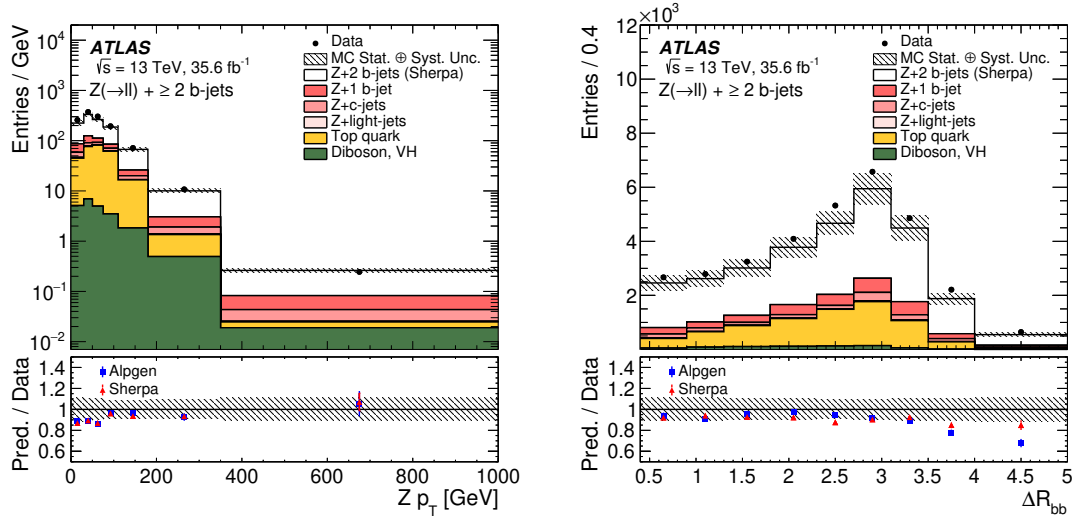 Entries / GeV
10⁴
10³
10²
10
1
10⁻¹
10⁻²
ATLAS
√s = 13 TeV, 35.6 fb⁻¹
Z(→ll) + ≥ 2 b-jets
Data
MC Stat. ⊕ Syst. Unc.
Z+2 b-jets (Sherpa)
Z+1 b-jet
Z+c-jets
Z+light-jets
Top quark
Diboson, VH
Pred. / Data
1.4
1.2
1
0.8
0.6
Alpgen
Sherpa
0 200 400 600 800 1000
Z p_T [GeV]
Entries / 0.4
×10³
12
10
8
6
4
2
0
ATLAS
√s = 13 TeV, 35.6 fb⁻¹
Z(→ll) + ≥ 2 b-jets
Data
MC Stat. ⊕ Syst. Unc.
Z+2 b-jets (Sherpa)
Z+1 b-jet
Z+c-jets
Z+light-jets
Top quark
Diboson, VH
Pred. / Data
1.4
1.2
1
0.8
0.6
Alpgen
Sherpa
0.5 1 1.5 2 2.5 3 3.5 4 4.5 5
ΔR_bb